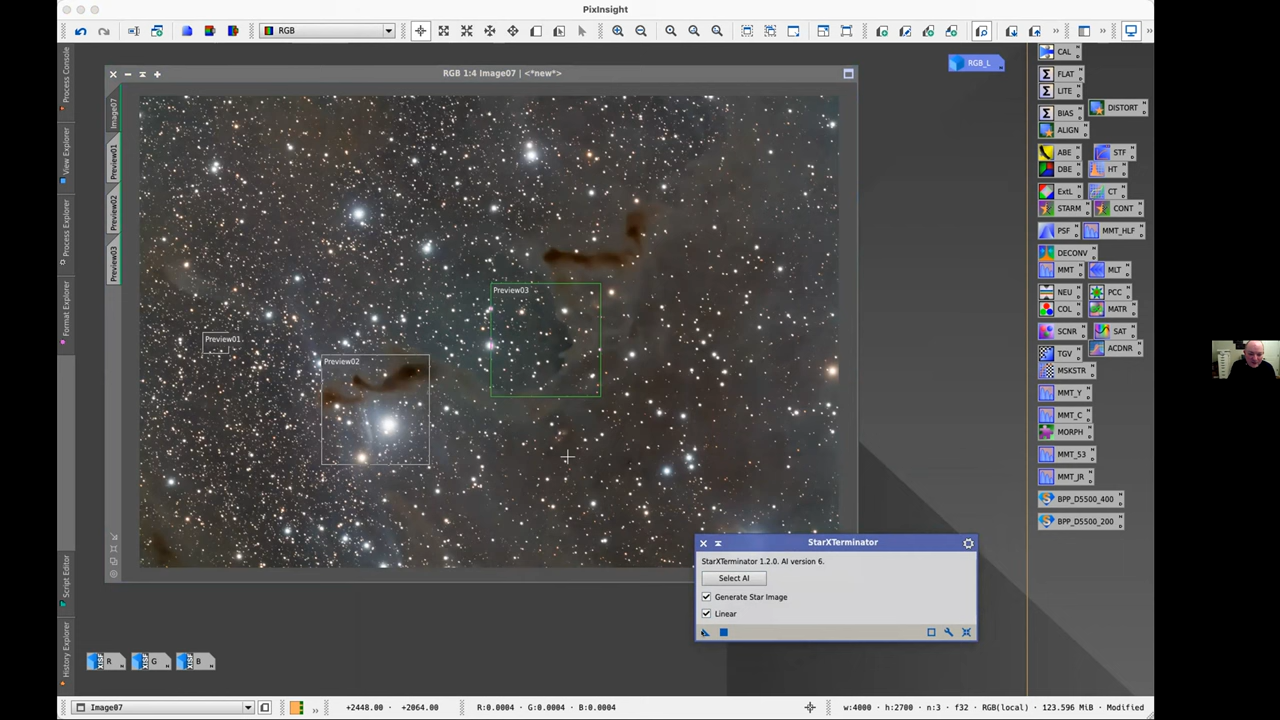 PixInsight
RGB
RGB 1:4 Image07 | <*new*>
Process Console
View Explorer
Process Explorer
Format Explorer
Script Editor
History Explorer
Image07
Preview01
Preview02
Preview03
Preview01
Preview02
Preview03
RGB_L
N
CAL
N
FLAT
N
LITE
N
BIAS
N
DISTORT
N
ALIGN
N
ABE
N
STF
N
DBE
N
HT
N
ExtL
N
CT
N
STARM
N
CONT
N
PSF
N
MMT_HLF
N
DECONV
N
MMT
N
MLT
N
NEU
N
PCC
N
COL
N
MATR
N
SCNR
N
SAT
N
TGV
N
ACDNR
N
MSKSTR
N
MMT_Y
N
MMT_C
N
MORPH
N
MMT_53
N
MMT_JR
N
BPP_D5500_400
BPP_D5500_200
StarXTerminator
StarXTerminator 1.2.0. AI version 6.
Select AI
Generate Star Image
Linear
XISF
R
N
XISF
G
N
XISF
B
N
Image07
+2448.00 +2064.00
R:0.0004 G:0.0004 B:0.0004
w:4000 h:2700 n:3 f32 RGB(local) 123.596 MiB Modified